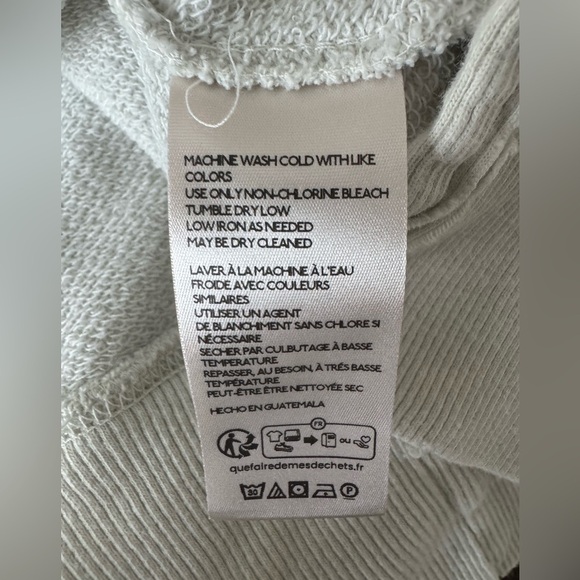 MACHINE WASH COLD WITH LIKE
COLORS
USE ONLY NON-CHLORINE BLEACH
TUMBLE DRY LOW
LOW IRON AS NEEDED
MAY BE DRY CLEANED
LAVER À LA MACHINE À L'EAU
FROIDE AVEC COULEURS
SIMILAIRES
UTILISER UN AGENT
DE BLANCHIMENT SANS CHLORE SI
NÉCESSAIRE
SECHER PAR CULBUTAGE À BASSE
TEMPERATURE
REPASSER, AU BESOIN, À TRÉS BASSE
TEMPÉRATURE
PEUT-ÊTRE ÊTRE NETTOYÉE SEC
HECHO EN GUATEMALA
FR
OU
quefairedemesdechets.fr
30 P